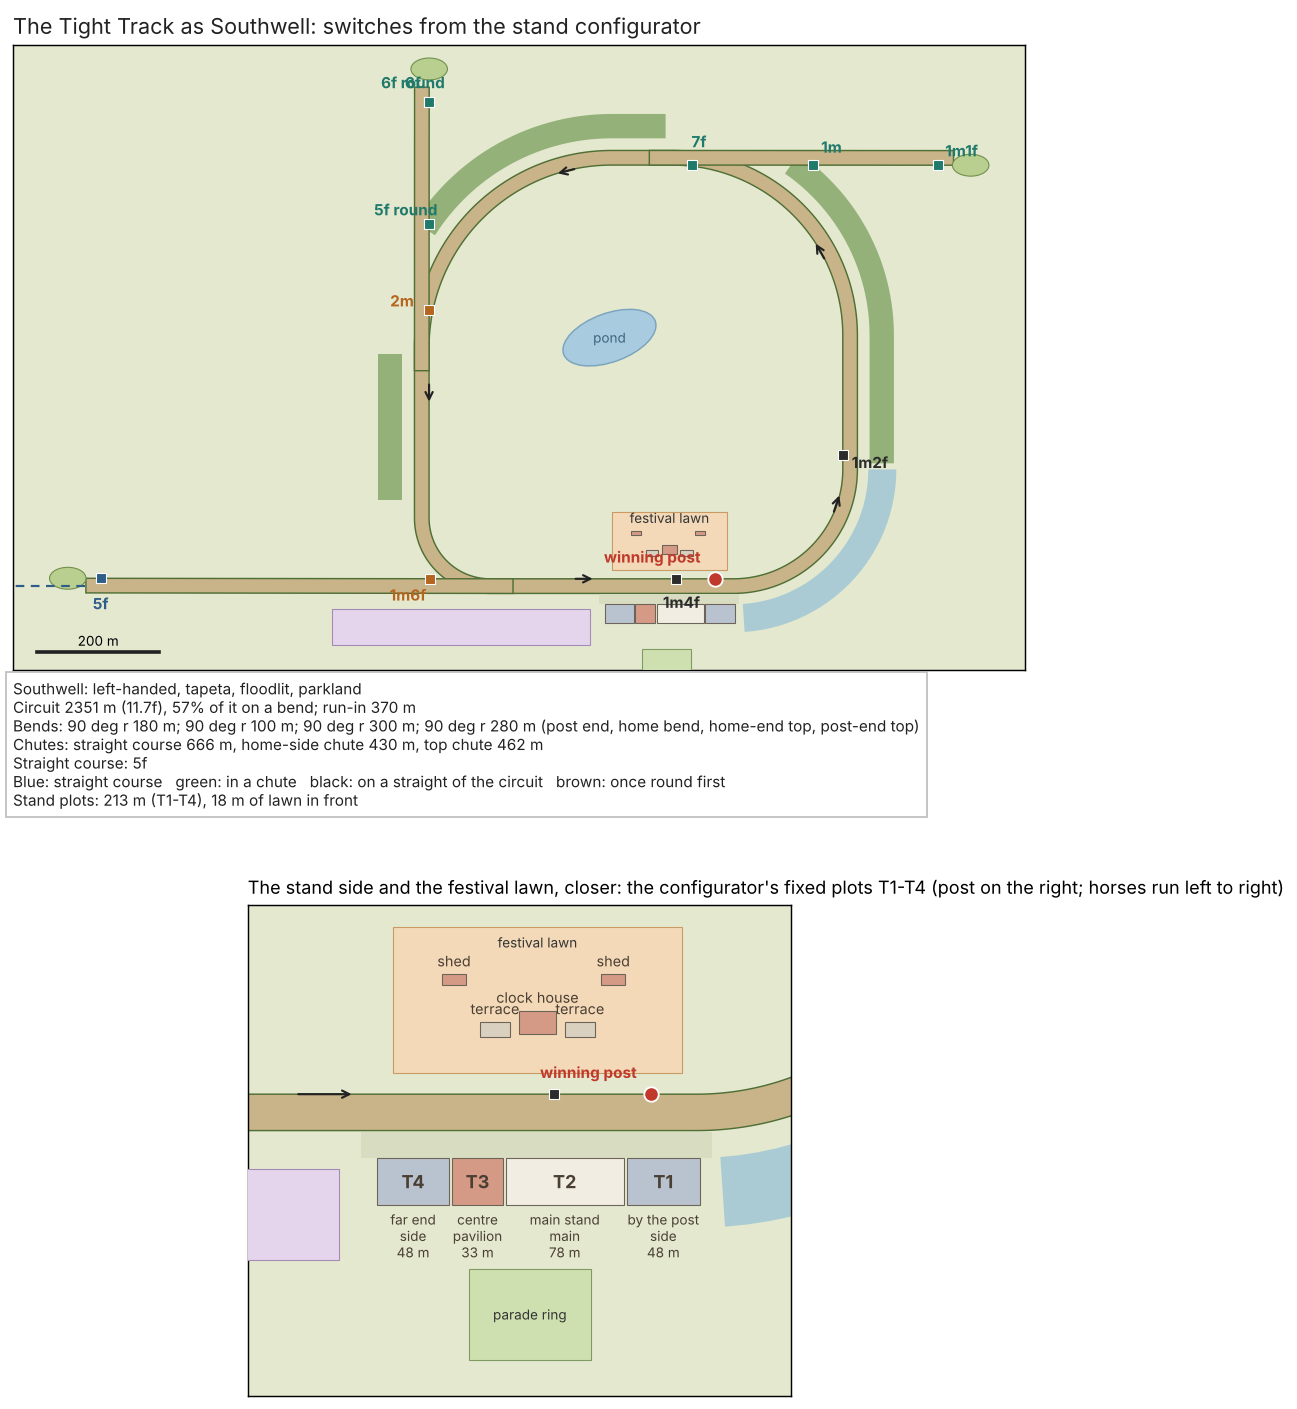 The Tight Track as Southwell: switches from the stand configurator
6f round
6f
7f
1m
1m1f
5f round
2m
pond
1m2f
festival lawn
winning post
1m6f
1m4f
5f
200 m
Southwell: left-handed, tapeta, floodlit, parkland
Circuit 2351 m (11.7f), 57% of it on a bend; run-in 370 m
Bends: 90 deg r 180 m; 90 deg r 100 m; 90 deg r 300 m; 90 deg r 280 m (post end, home bend, home-end top, post-end top)
Chutes: straight course 666 m, home-side chute 430 m, top chute 462 m
Straight course: 5f
Blue: straight course   green: in a chute   black: on a straight of the circuit   brown: once round first
Stand plots: 213 m (T1-T4), 18 m of lawn in front
The stand side and the festival lawn, closer: the configurator's fixed plots T1-T4 (post on the right; horses run left to right)
festival lawn
shed shed
clock house
terrace terrace
winning post
T4 T3 T2 T1
far end centre main stand by the post
side pavilion main side
48 m 33 m 78 m 48 m
parade ring